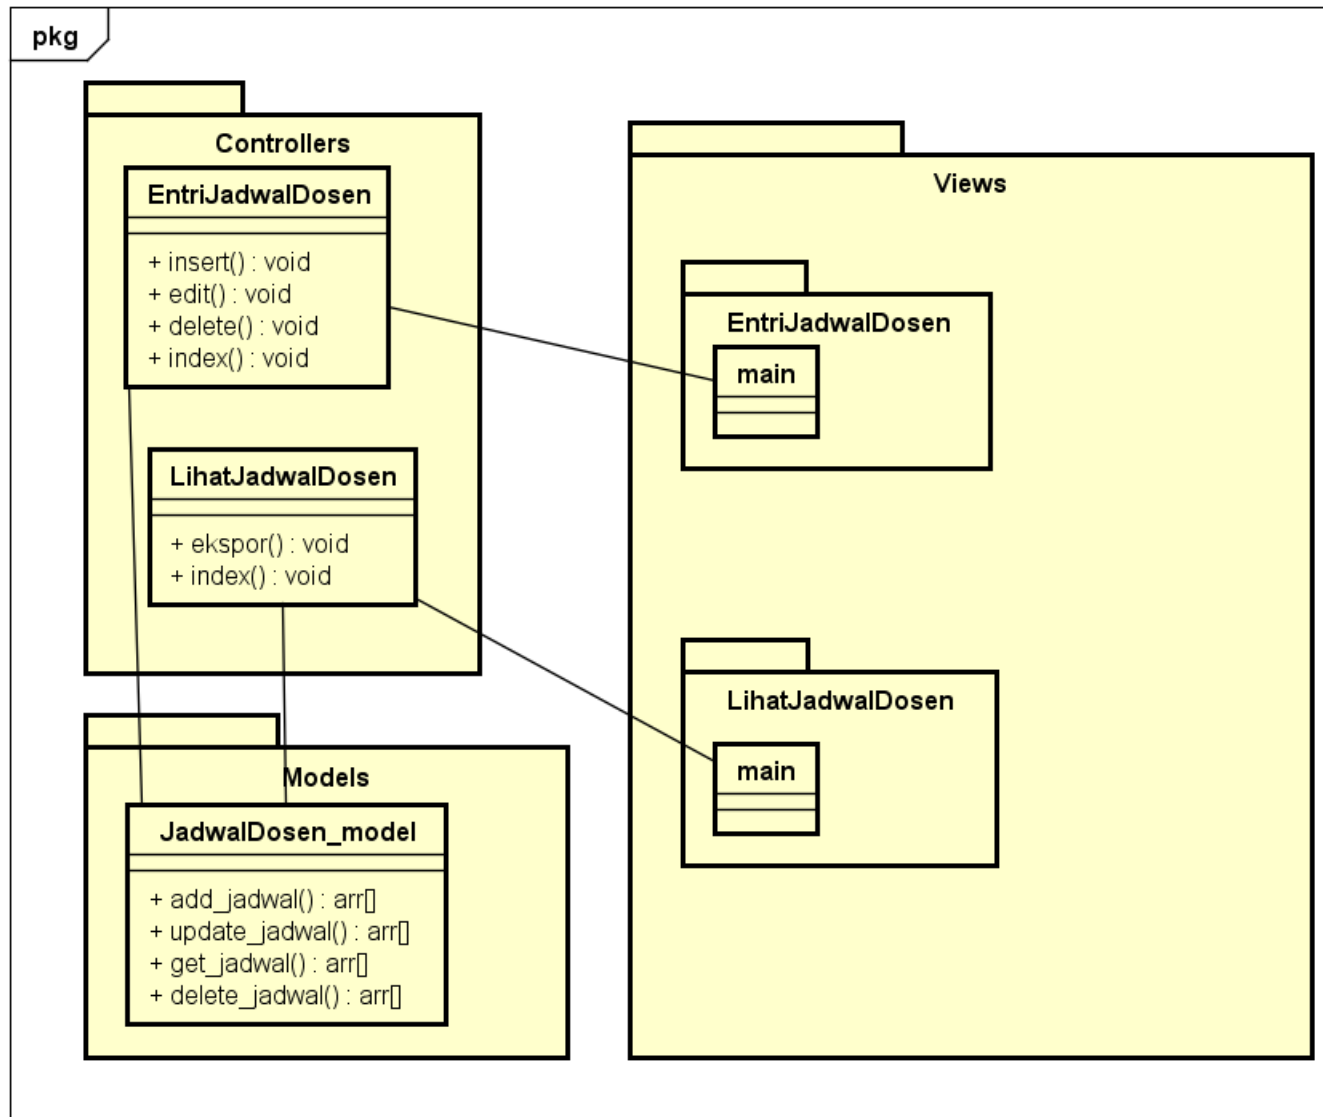 pkg
Controllers
EntriJadwalDosen
+ insert() : void
+ edit() : void
+ delete() : void
+ index() : void
LihatJadwalDosen
+ ekspor() : void
+ index() : void
Models
JadwalDosen_model
+ add_jadwal() : arr[]
+ update_jadwal() : arr[]
+ get_jadwal() : arr[]
+ delete_jadwal() : arr[]
Views
EntriJadwalDosen
main
LihatJadwalDosen
main